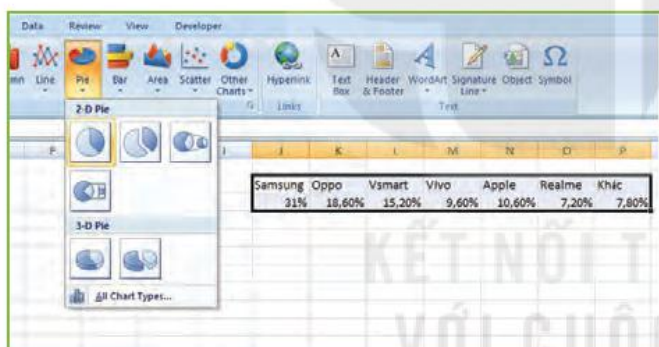 Data Review View Developer
mn Line Pie Bar Area Scatter Other Charts Hyperlink Text Box Header & Footer WordArt Signature Line Object Symbol
Links Text
2-D Pie
3-D Pie
All Chart Types...
F I J K L M N O P
Samsung Oppo Vsmart Vivo Apple Realme Khác
31% 18,60% 15,20% 9,60% 10,60% 7,20% 7,80%
KẾT NỐI T
VỚI CUỘ